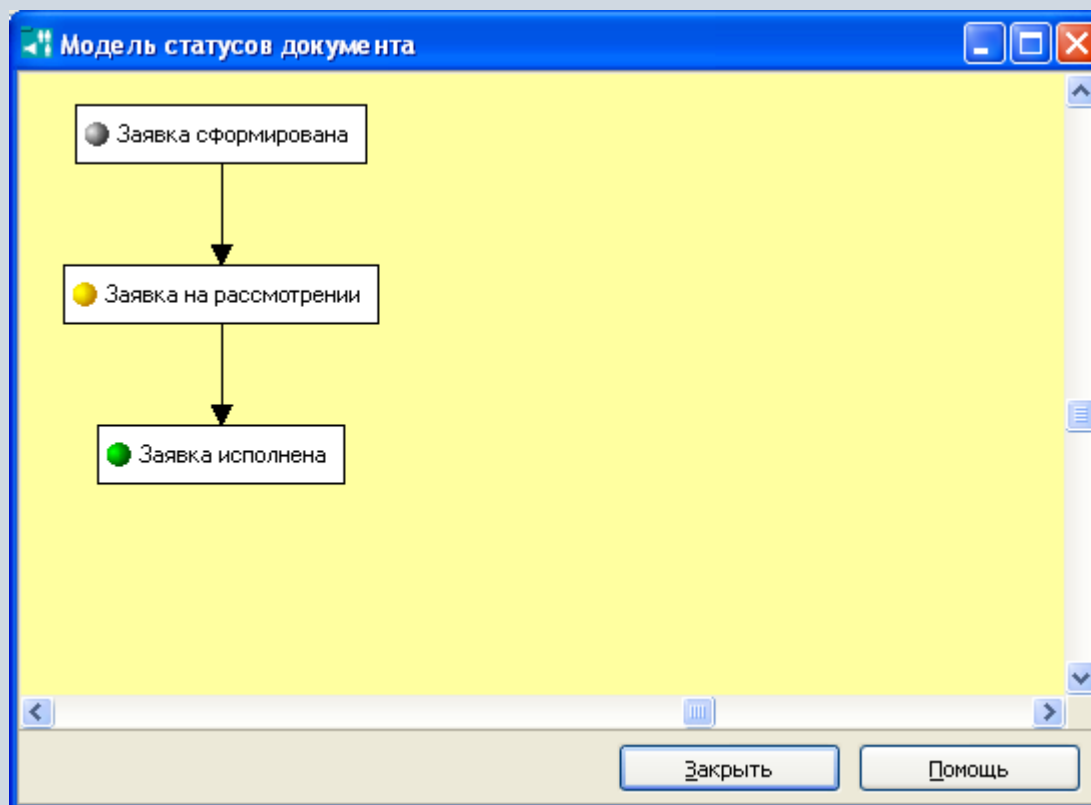 Модель статусов документа
Заявка сформирована
Заявка на рассмотрении
Заявка исполнена
Закрыть
Помощь